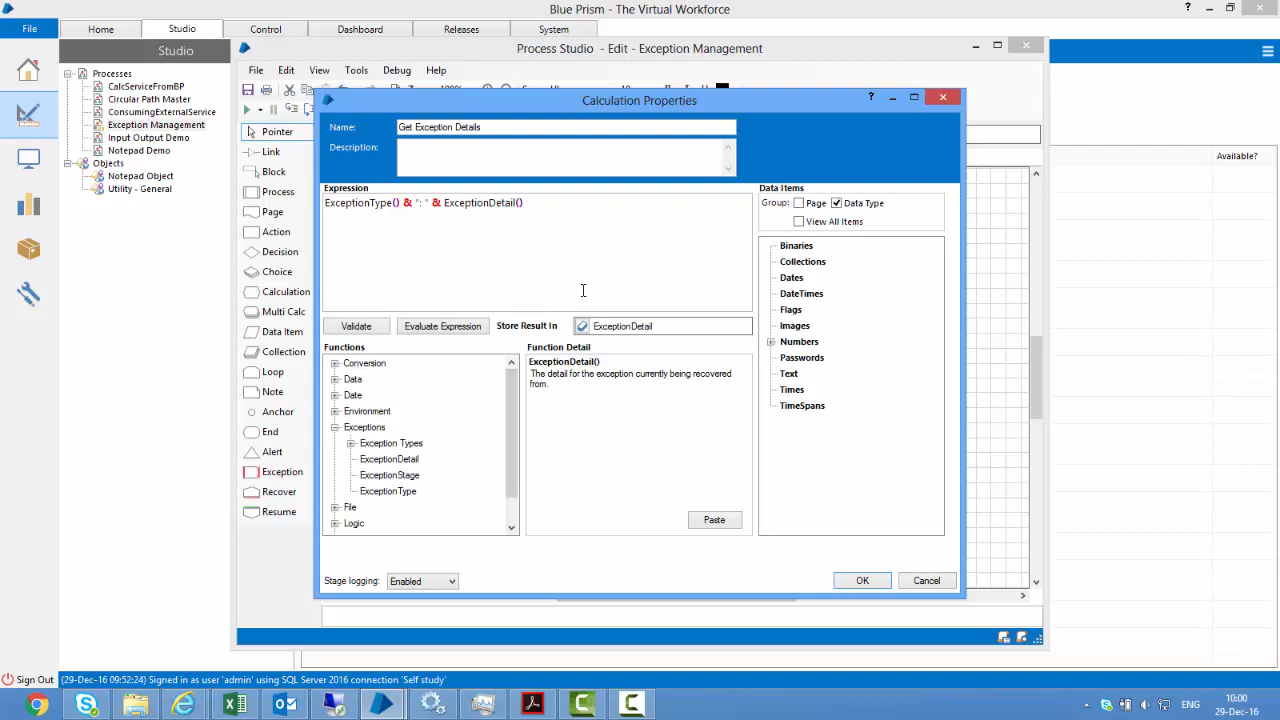 Blue Prism - The Virtual Workforce
File
Home
Studio
Control
Dashboard
Releases
System
Studio
Processes
CalcServiceFromBP
Circular Path Master
ConsumingExternalService
Exception Management
Input Output Demo
Notepad Demo
Objects
Notepad Object
Utility - General
Process Studio - Edit - Exception Management
File Edit View Tools Debug Help
Pointer
Link
Block
Process
Page
Action
Decision
Choice
Calculation
Multi Calc
Data Item
Collection
Loop
Note
Anchor
End
Alert
Exception
Recover
Resume
Available?
Calculation Properties
Name: Get Exception Details
Description:
Expression
ExceptionType() & ": " & ExceptionDetail()
Validate
Evaluate Expression
Store Result In
ExceptionDetail
Functions
Conversion
Data
Date
Environment
Exceptions
Exception Types
ExceptionDetail
ExceptionStage
ExceptionType
File
Logic
Function Detail
ExceptionDetail()
The detail for the exception currently being recovered
from.
Paste
Data Items
Group: Page Data Type
View All Items
Binaries
Collections
Dates
DateTimes
Flags
Images
Numbers
Passwords
Text
Times
TimeSpans
Stage logging: Enabled
OK
Cancel
Sign Out
(29-Dec-16 09:52:24) Signed in as user 'admin' using SQL Server 2016 connection 'Self study'
ENG
10:00
29-Dec-16